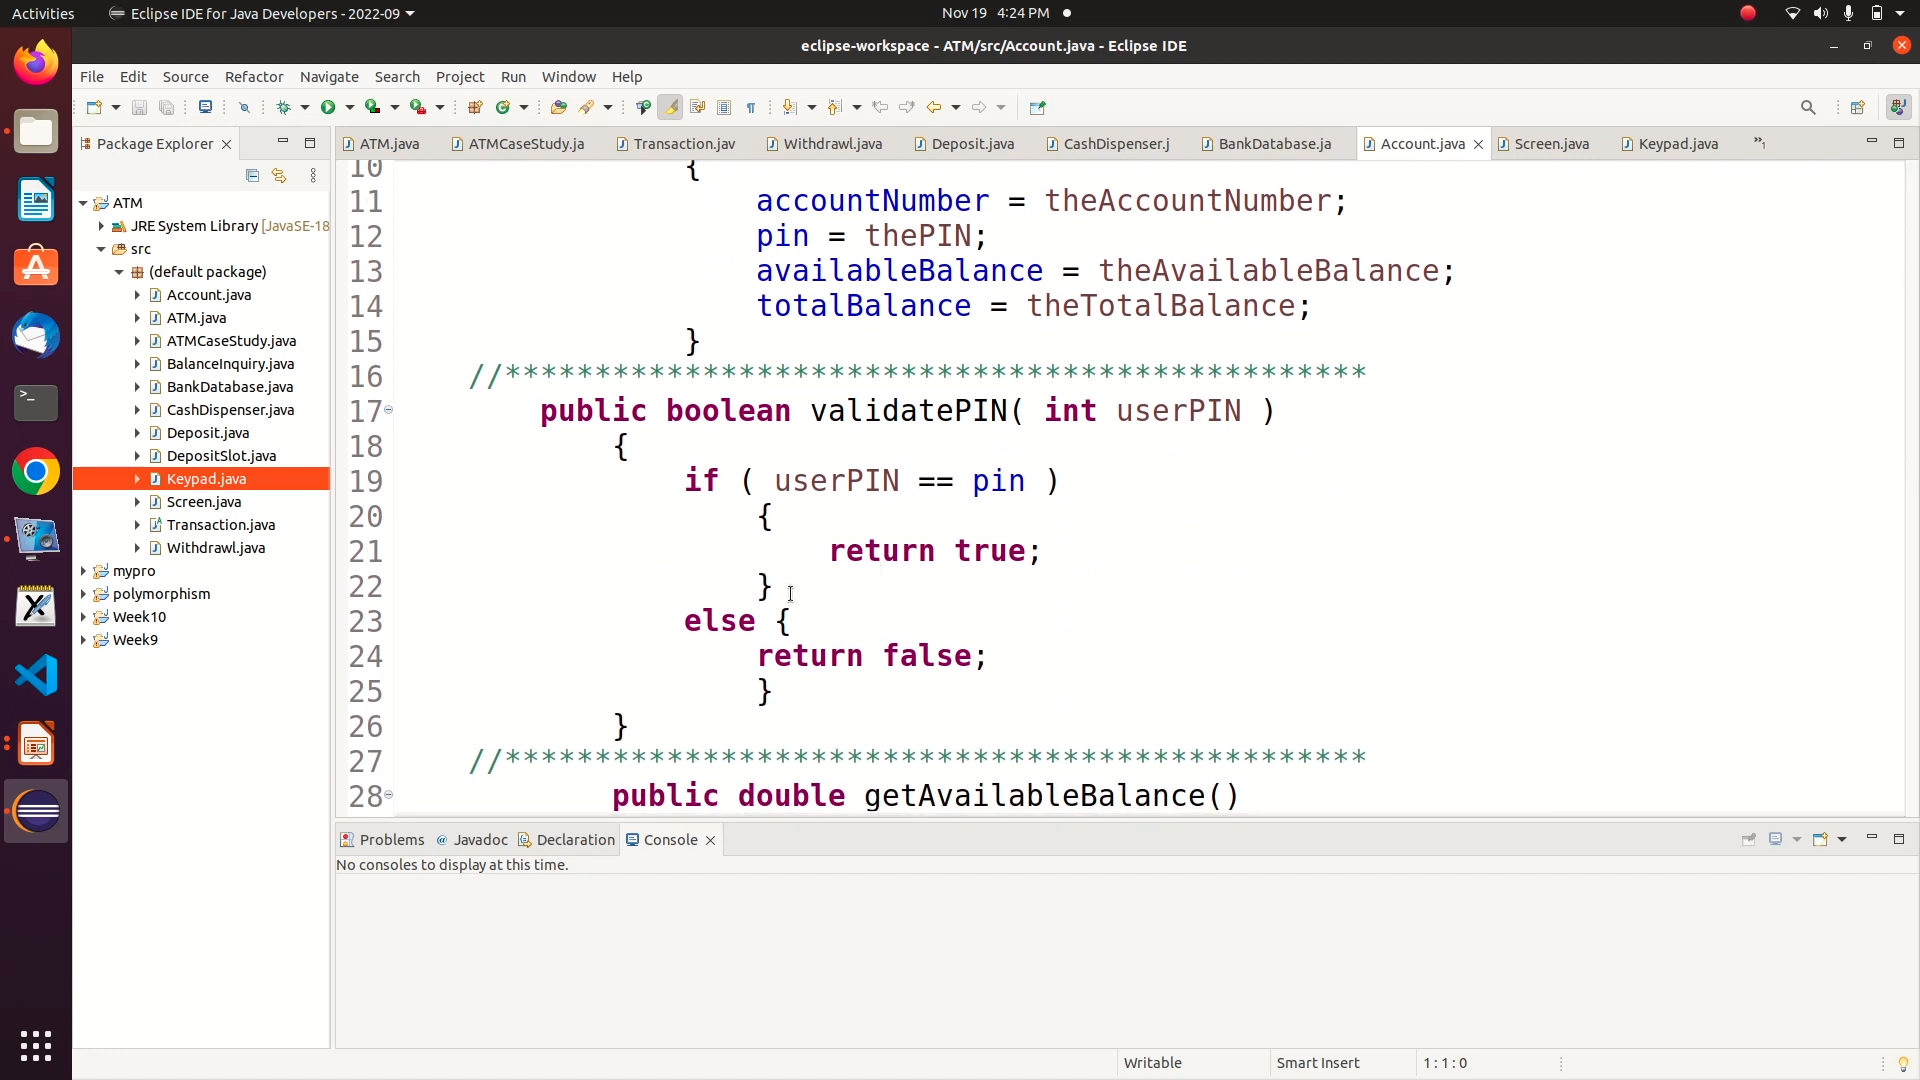 Activities Eclipse IDE for Java Developers - 2022-09 Nov 19 4:24 PM
eclipse-workspace - ATM/src/Account.java - Eclipse IDE
File Edit Source Refactor Navigate Search Project Run Window Help
Package Explorer
ATM
JRE System Library [JavaSE-18
src
(default package)
Account.java
ATM.java
ATMCaseStudy.java
BalanceInquiry.java
BankDatabase.java
CashDispenser.java
Deposit.java
DepositSlot.java
Keypad.java
Screen.java
Transaction.java
Withdrawl.java
mypro
polymorphism
Week10
Week9
ATM.java ATMCaseStudy.ja Transaction.jav Withdrawl.java Deposit.java CashDispenser.j BankDatabase.ja Account.java Screen.java Keypad.java »1
10 {
11 accountNumber = theAccountNumber;
12 pin = thePIN;
13 availableBalance = theAvailableBalance;
14 totalBalance = theTotalBalance;
15 }
16 //************************************************
17 public boolean validatePIN( int userPIN )
18 {
19 if ( userPIN == pin )
20 {
21 return true;
22 }
23 else {
24 return false;
25 }
26 }
27 //************************************************
28 public double getAvailableBalance()
Problems @ Javadoc Declaration Console
No consoles to display at this time.
Writable Smart Insert 1 : 1 : 0